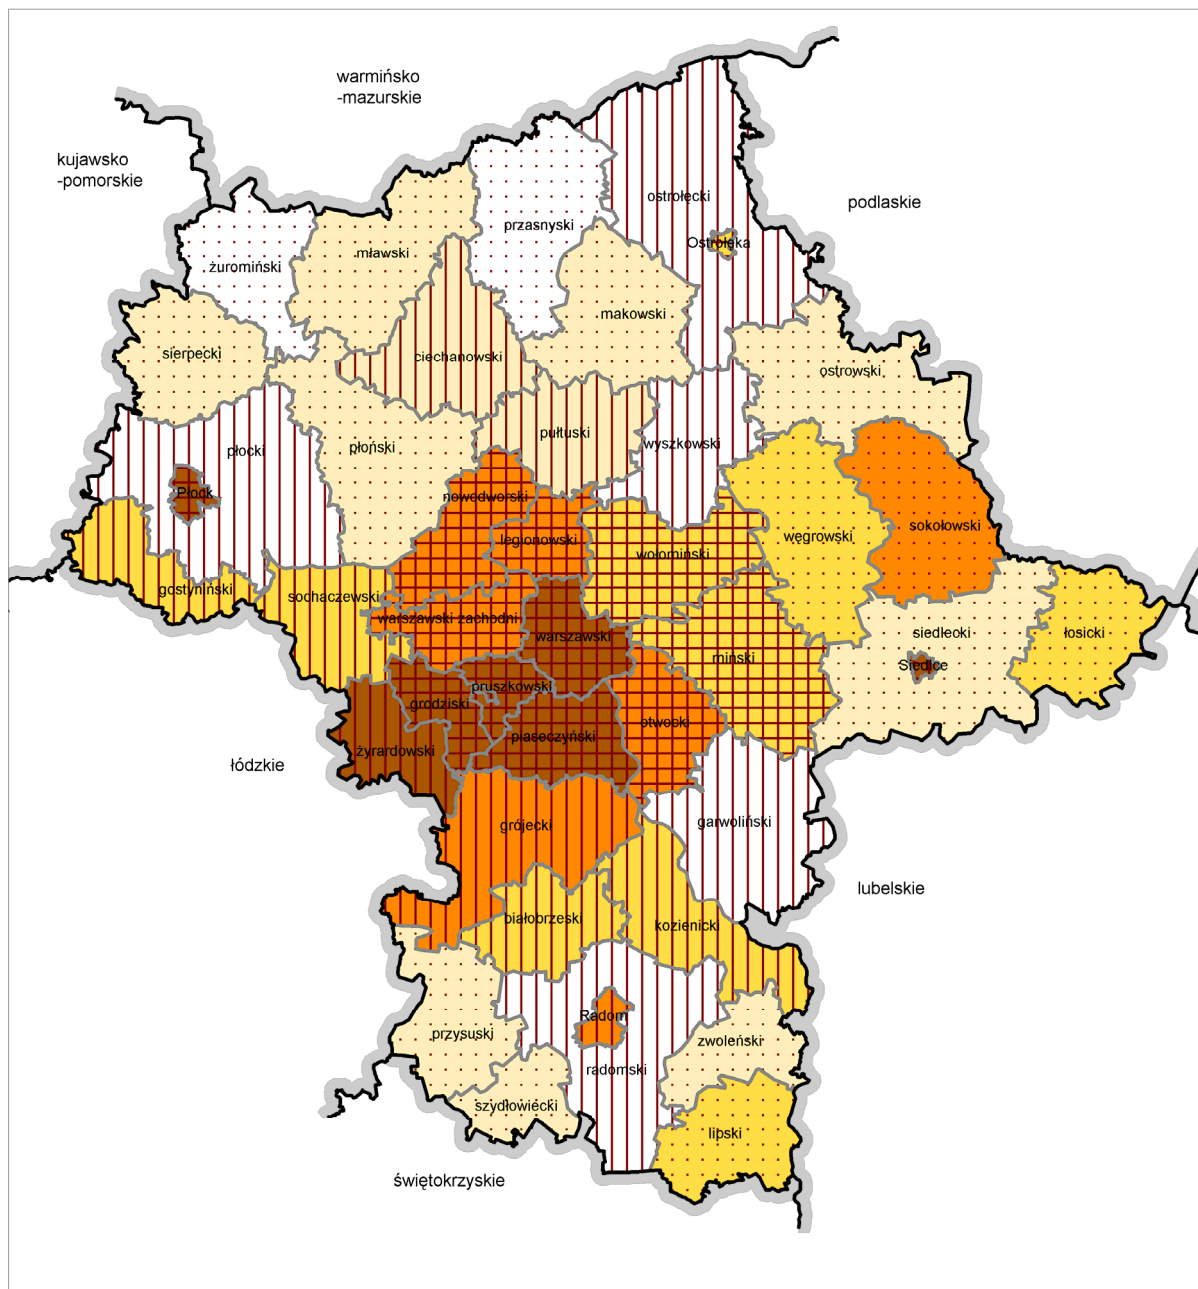 warmińsko
-mazurskie
kujawsko
-pomorskie
podlaskie
ostrołęcki
przasnyski
Ostrołęka
mławski
żuromiński
makowski
sierpecki
ciechanowski
ostrowski
pułtuski
wyszkowski
płocki
płoński
Płock
nowodworski
sokołowski
legionowski
węgrowski
wołomiński
gostyniński
sochaczewski
warszawski zachodni
warszawski
siedlecki
łosicki
Siedlce
miński
pruszkowski
grodziski
otwocki
piaseczyński
żyrardowski
łódzkie
garwoliński
grójecki
lubelskie
białobrzeski
kozienicki
Radom
przysuski
zwoleński
radomski
szydłowiecki
lipski
świętokrzyskie